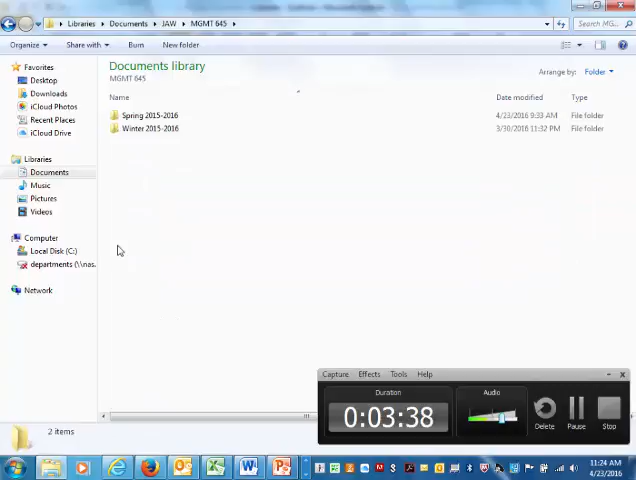 Libraries ▸ Documents ▸ JAW ▸ MGMT 645 ▸
Search MG...
Organize ▾ Share with ▾ Burn New folder
Documents library
MGMT 645
Arrange by: Folder ▾
Name Date modified Type
Spring 2015-2016 4/23/2016 9:33 AM File folder
Winter 2015-2016 3/30/2016 11:32 PM File folder
Favorites
Desktop
Downloads
iCloud Photos
Recent Places
iCloud Drive
Libraries
Documents
Music
Pictures
Videos
Computer
Local Disk (C:)
departments (\\nas.
Network
Capture Effects Tools Help
Duration
0:03:38
Audio
Delete Pause Stop
2 items
11:24 AM
4/23/2016